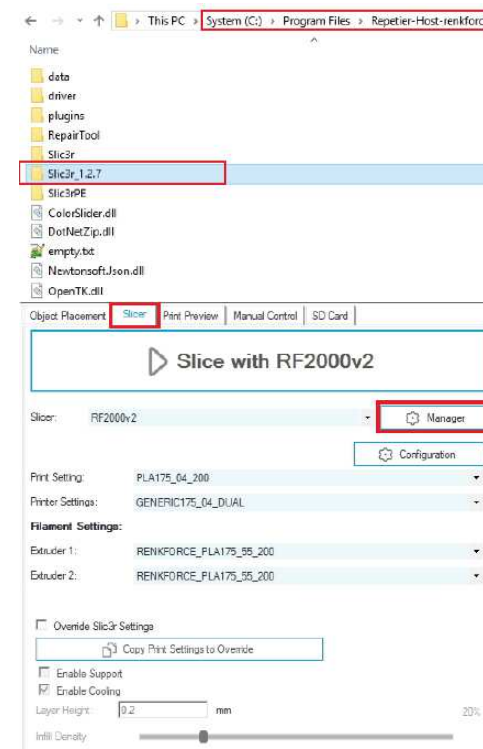 This PC › System (C:) › Program Files › Repetier-Host-renkforc
Name
data
driver
plugins
RepairTool
Slic3r
Slic3r_1.2.7
Slic3rPE
ColorSlider.dll
DotNetZip.dll
empty.txt
Newtonsoft.Json.dll
OpenTK.dll
Object Placement Slicer Print Preview Manual Control SD Card
Slice with RF2000v2
Slicer: RF2000v2 Manager
Configuration
Print Setting: PLA175_04_200
Printer Settings: GENERIC175_04_DUAL
Filament Settings:
Extruder 1: RENKFORCE_PLA175_55_200
Extruder 2: RENKFORCE_PLA175_55_200
Override Slic3r Settings
Copy Print Settings to Override
Enable Support
Enable Cooling
Layer Height: 0.2 mm 20%
Infill Density